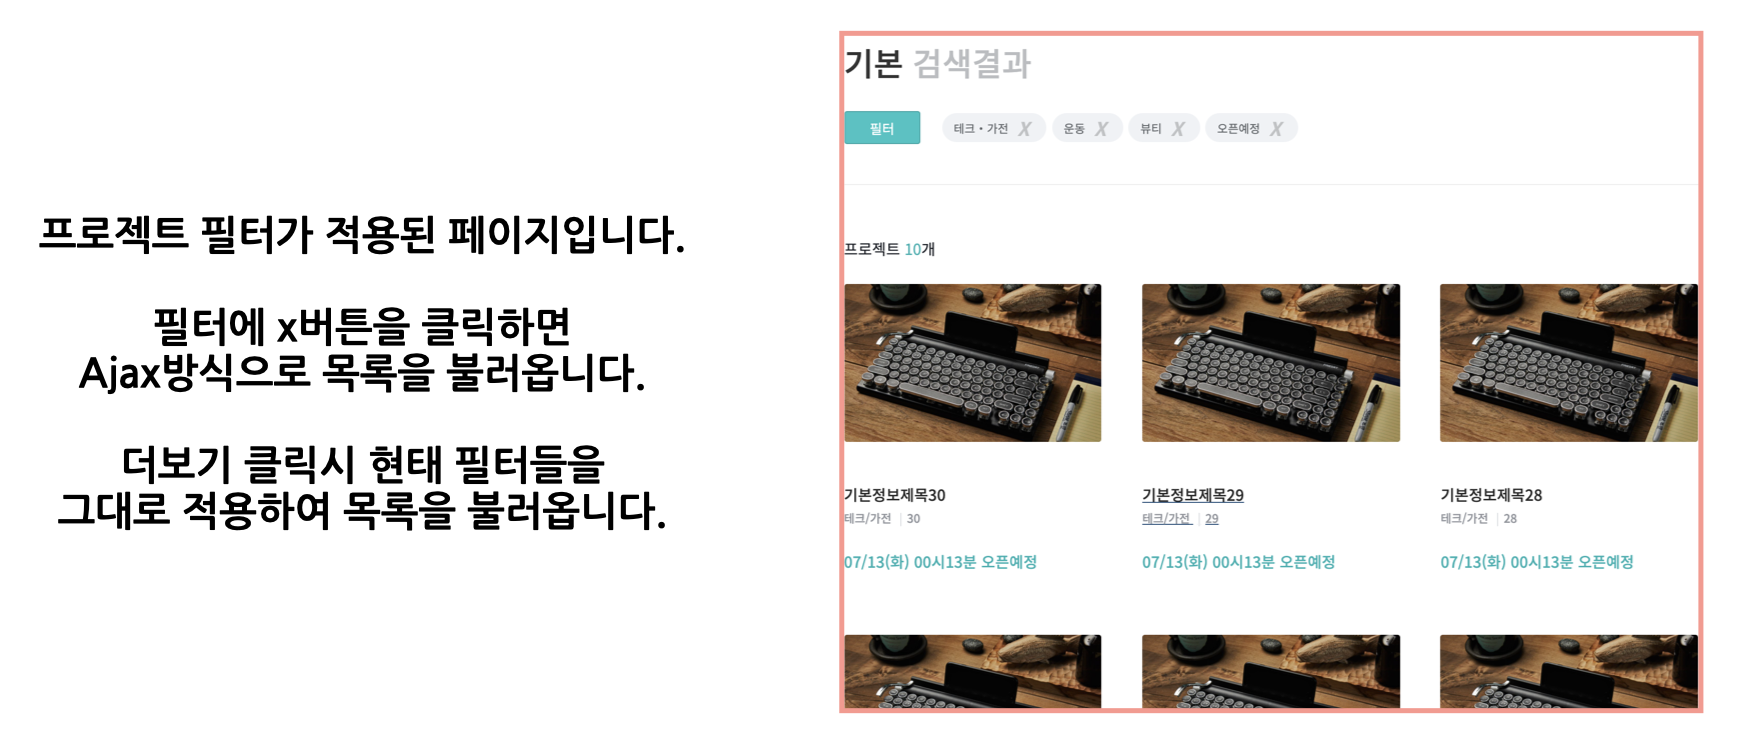 프로젝트 필터가 적용된 페이지입니다.
필터에 x버튼을 클릭하면
Ajax방식으로 목록을 불러옵니다.
더보기 클릭시 현태 필터들을
그대로 적용하여 목록을 불러옵니다.
기본 검색결과
필터 테크・가전 X 운동 X 뷰티 X 오픈예정 X
프로젝트 10개
기본정보제목30 기본정보제목29 기본정보제목28
테크/가전 | 30 테크/가전 | 29 테크/가전 | 28
07/13(화) 00시13분 오픈예정 07/13(화) 00시13분 오픈예정 07/13(화) 00시13분 오픈예정